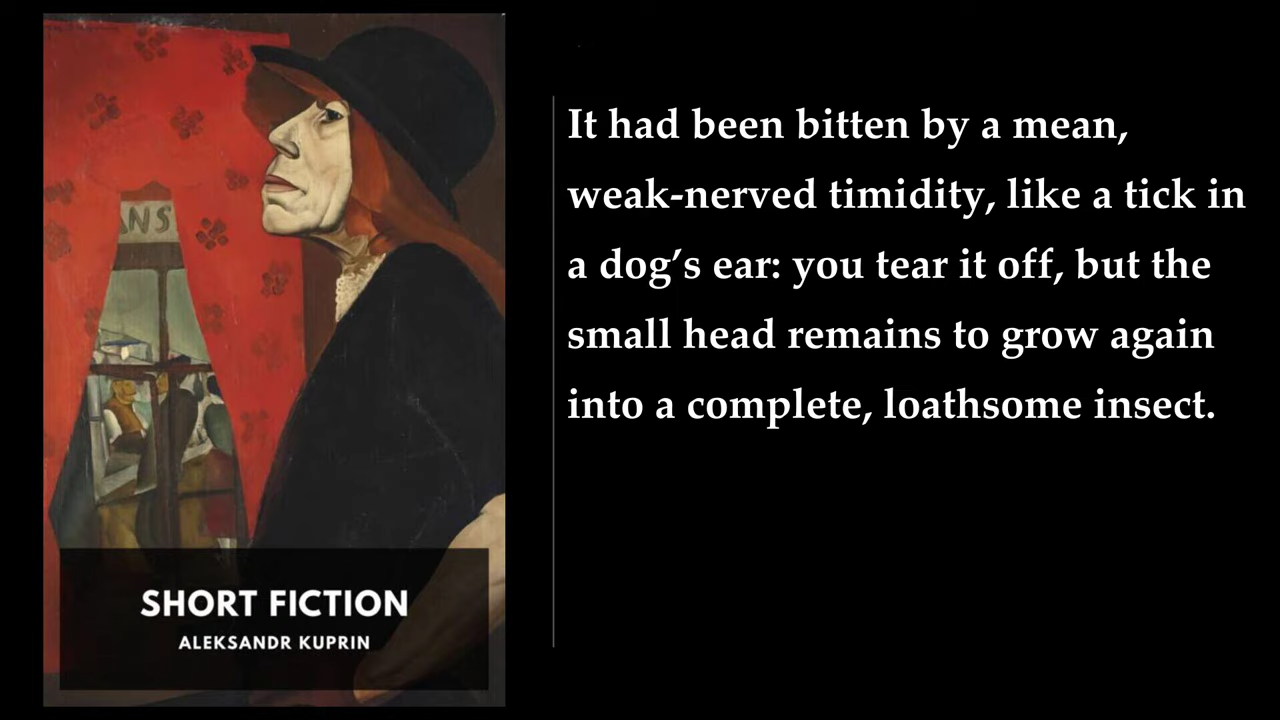 ANS
SHORT FICTION
ALEKSANDR KUPRIN
It had been bitten by a mean,
weak-nerved timidity, like a tick in
a dog’s ear: you tear it off, but the
small head remains to grow again
into a complete, loathsome insect.